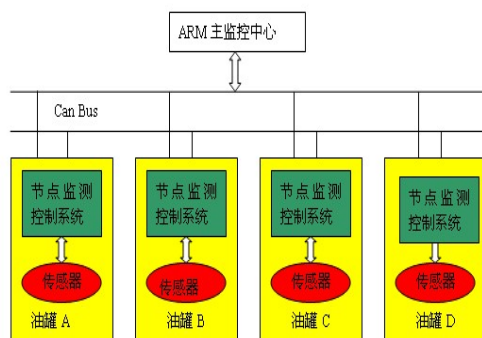 ARM 主监控中心
Can Bus
节点监测
控制系统
传感器
油罐 A
节点监测
控制系统
传感器
油罐 B
节点监测
控制系统
传感器
油罐 C
节点监测
控制系统
传感器
油罐 D